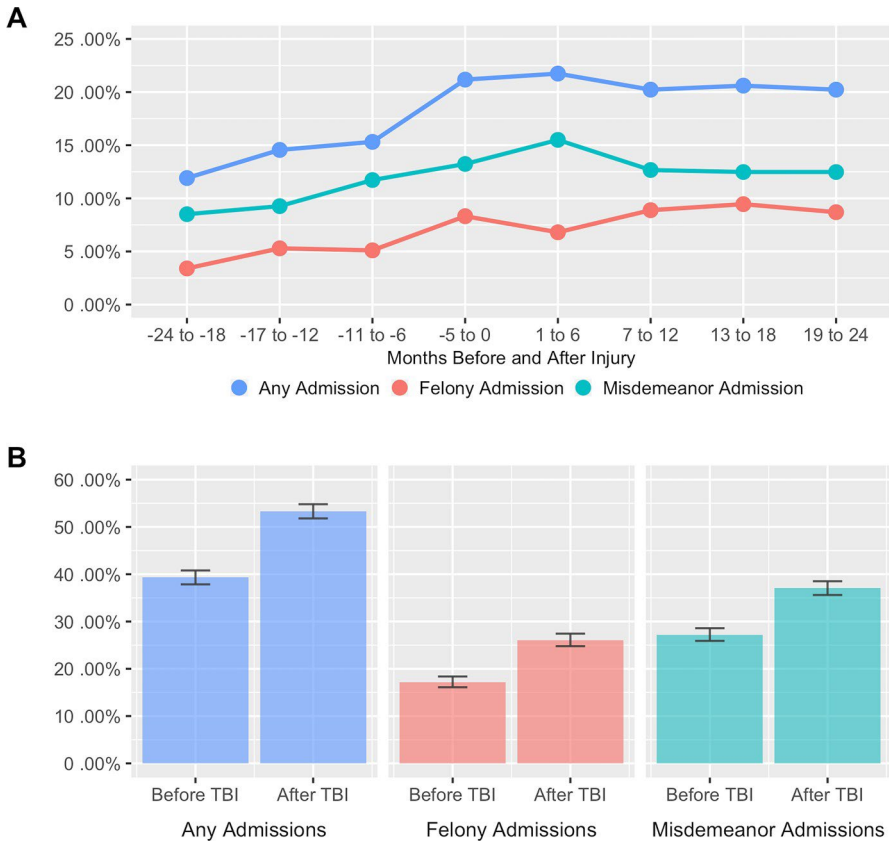 A
25 .00%
20 .00%
15 .00%
10 .00%
5 .00%
0 .00%
-24 to -18 -17 to -12 -11 to -6 -5 to 0 1 to 6 7 to 12 13 to 18 19 to 24
Months Before and After Injury
Any Admission Felony Admission Misdemeanor Admission
B
60 .00%
50 .00%
40 .00%
30 .00%
20 .00%
10 .00%
0 .00%
Before TBI After TBI Before TBI After TBI Before TBI After TBI
Any Admissions Felony Admissions Misdemeanor Admissions